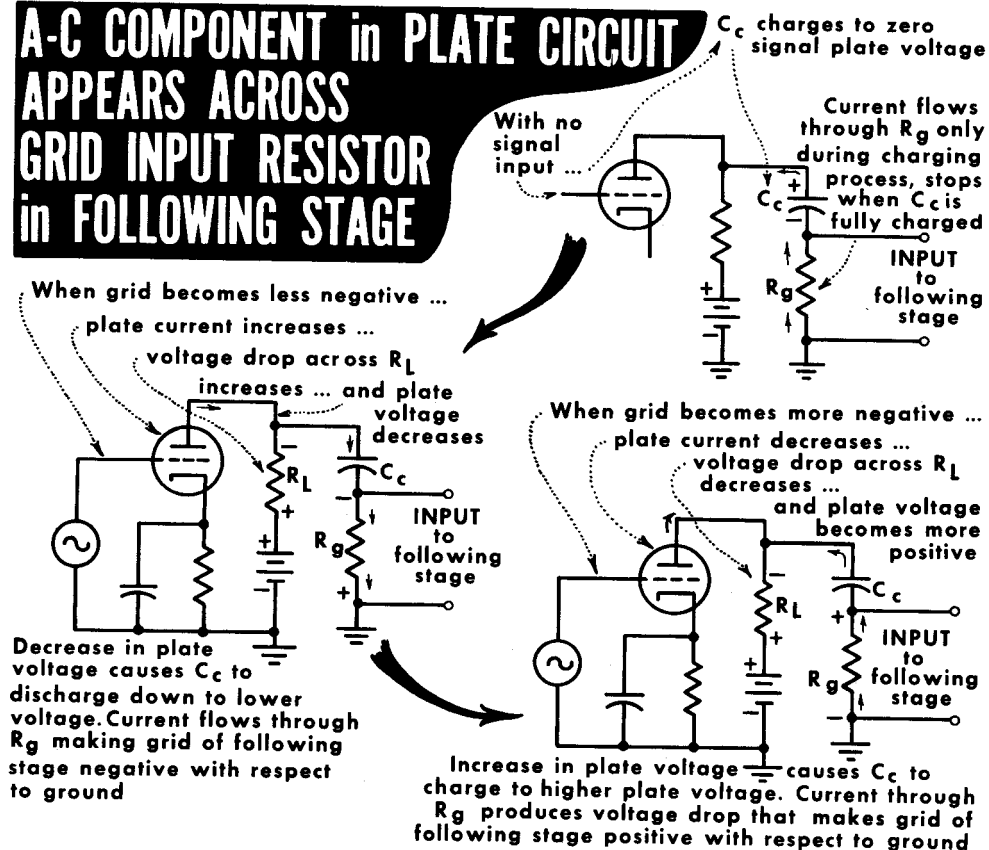 A-C COMPONENT in PLATE CIRCUIT
APPEARS ACROSS
GRID INPUT RESISTOR
in FOLLOWING STAGE
Cc charges to zero
signal plate voltage
With no
signal
input ...
Current flows
through Rg only
during charging
process, stops
when Cc is
fully charged
+
Cc
-
INPUT
to
following
stage
Rg
+
-
When grid becomes less negative ...
plate current increases ...
voltage drop across RL
increases ... and plate
voltage
decreases
-
RL
+
Cc
-
INPUT
to
following
stage
Rg
+
+
-
Decrease in plate
voltage causes Cc to
discharge down to lower
voltage. Current flows through
Rg making grid of following
stage negative with respect
to ground
When grid becomes more negative ...
plate current decreases ...
voltage drop across RL
decreases ...
and plate voltage
becomes more
positive
-
RL
+
Cc
+
INPUT
to
following
stage
Rg
-
+
-
Increase in plate voltage causes Cc to
charge to higher plate voltage. Current through
Rg produces voltage drop that makes grid of
following stage positive with respect to ground